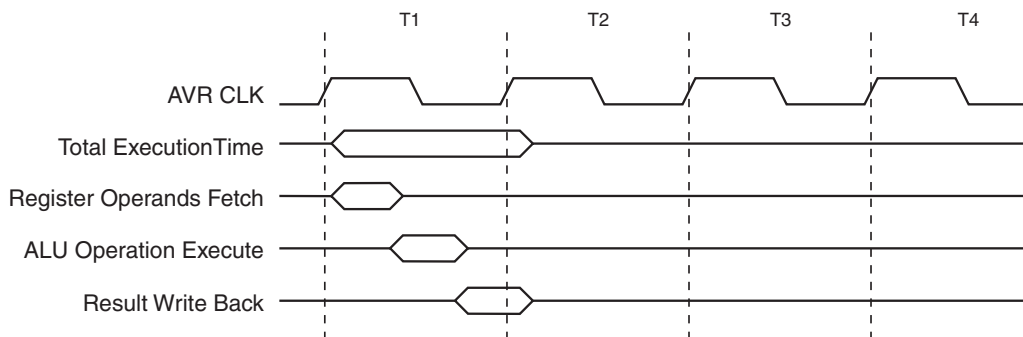 T1 T2 T3 T4
AVR CLK
Total ExecutionTime
Register Operands Fetch
ALU Operation Execute
Result Write Back